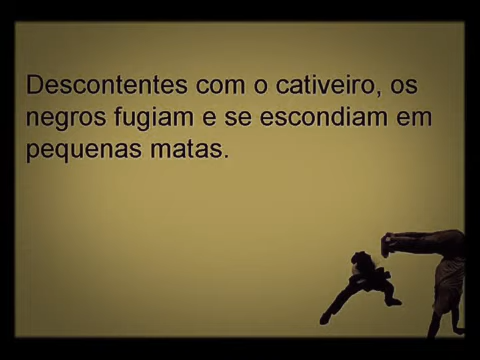 Descontentes com o cativeiro, os
negros fugiam e se escondiam em
pequenas matas.